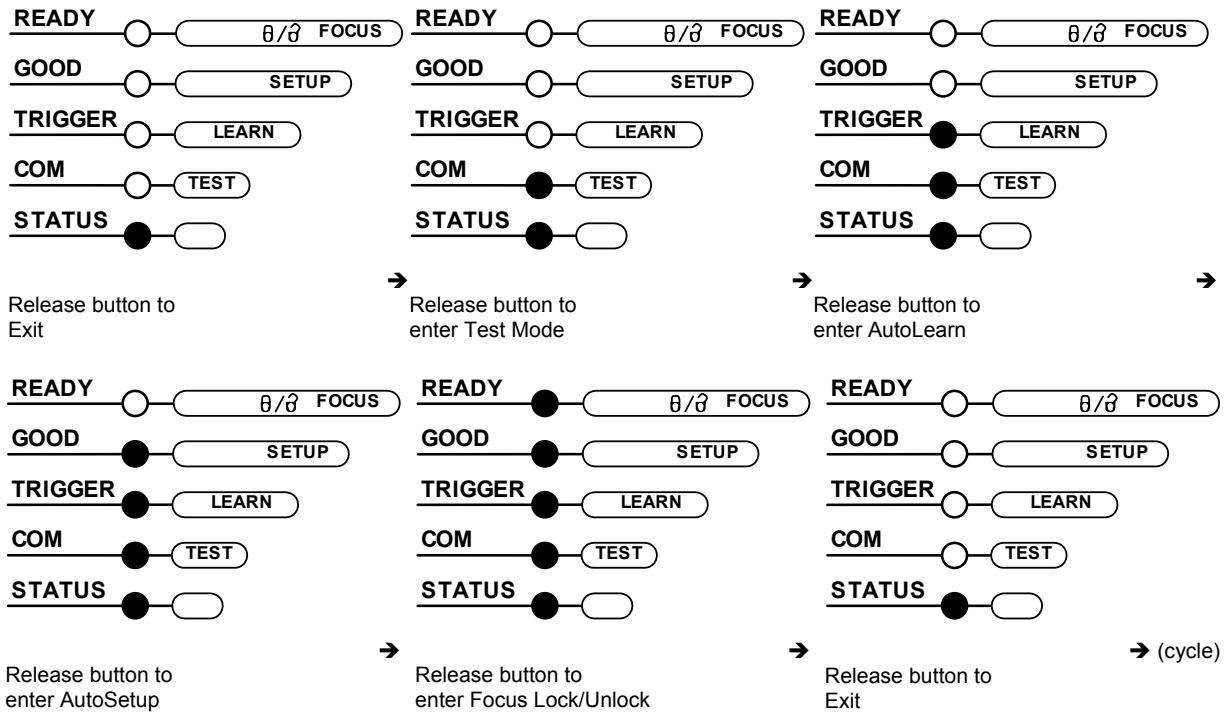 READY 🔒/🔓 FOCUS
GOOD SETUP
TRIGGER LEARN
COM TEST
STATUS
➔
Release button to
Exit
READY 🔒/🔓 FOCUS
GOOD SETUP
TRIGGER LEARN
COM TEST
STATUS
➔
Release button to
enter Test Mode
READY 🔒/🔓 FOCUS
GOOD SETUP
TRIGGER LEARN
COM TEST
STATUS
➔
Release button to
enter AutoLearn
READY 🔒/🔓 FOCUS
GOOD SETUP
TRIGGER LEARN
COM TEST
STATUS
➔
Release button to
enter AutoSetup
READY 🔒/🔓 FOCUS
GOOD SETUP
TRIGGER LEARN
COM TEST
STATUS
➔
Release button to
enter Focus Lock/Unlock
READY 🔒/🔓 FOCUS
GOOD SETUP
TRIGGER LEARN
COM TEST
STATUS
➔ (cycle)
Release button to
Exit